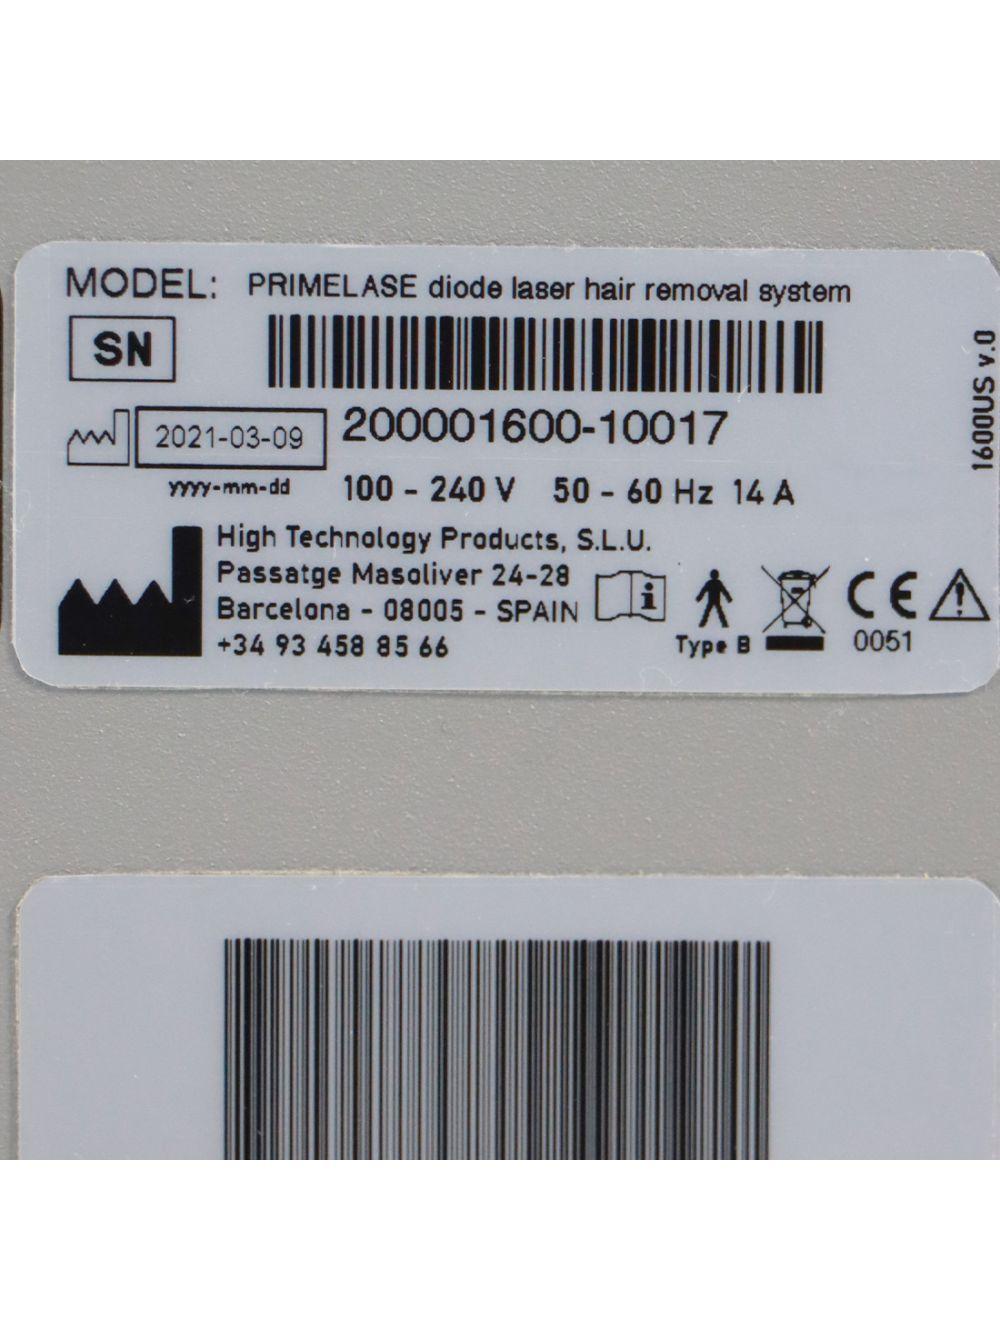 MODEL: PRIMELASE diode laser hair removal system
SN
200001600-10017
2021-03-09
yyyy-mm-dd
100 - 240 V 50 - 60 Hz 14 A
High Technology Products, S.L.U.
Passatge Masoliver 24-28
Barcelona - 08005 - SPAIN
+34 93 458 85 66
i
Type B
CE
0051
!
1600US v.0